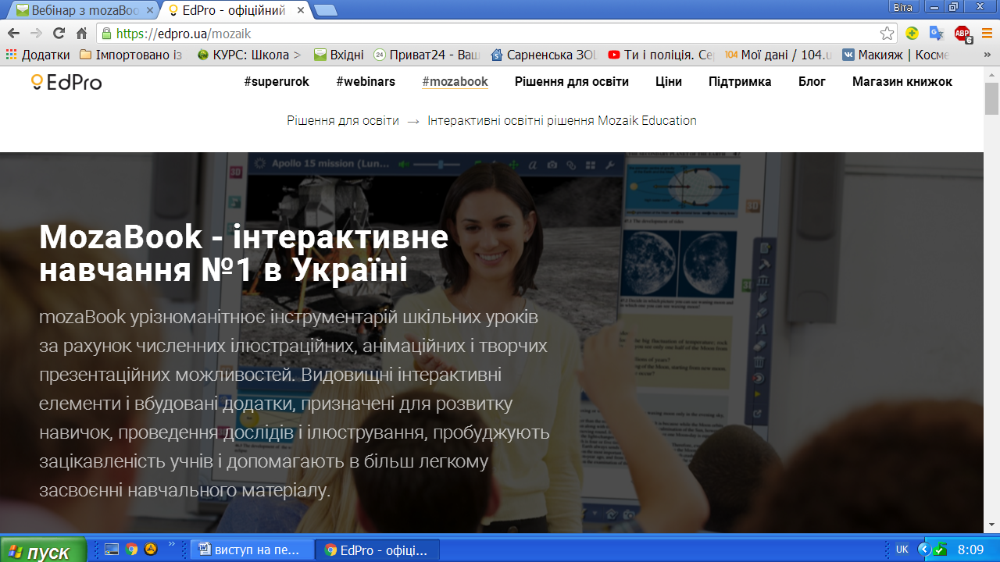 Вебінар з mozaBoo
EdPro - офіційний
Віта
https://edpro.ua/mozaik
Додатки
Імпортовано із
КУРС: Школа >
Вхідні
24 Приват24 - Ваш
Сарненська ЗОШ
Ти і поліція. Се
104 Мої дані / 104.u
Макияж | Косме
»
EdPro
#superurok
#webinars
#mozabook
Рішення для освіти
Ціни
Підтримка
Блог
Магазин книжок
Рішення для освіти → Інтерактивні освітні рішення Mozaik Education
Apollo 15 mission (Lun...
MozaBook - інтерактивне
навчання №1 в Україні
mozaBook урізноманітнює інструментарій шкільних уроків
за рахунок численних ілюстраційних, анімаційних і творчих
презентаційних можливостей. Видовищні інтерактивні
елементи і вбудовані додатки, призначені для розвитку
навичок, проведення дослідів і ілюстрування, пробуджують
зацікавленість учнів і допомагають в більш легкому
засвоєнні навчального матеріалу.
пуск
виступ на пе...
EdPro - офіці...
UK
8:09